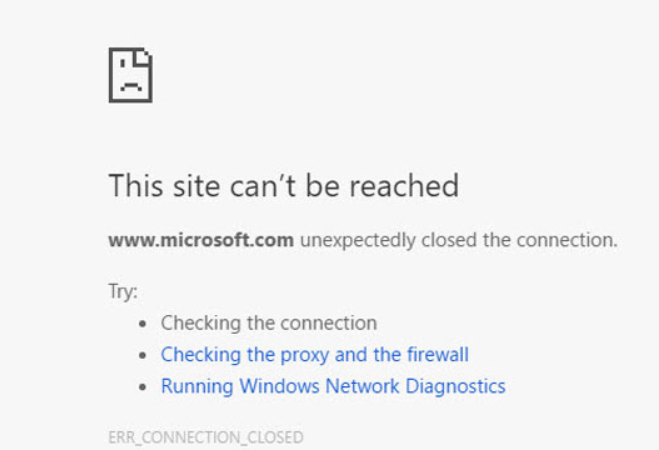 This site can’t be reached
www.microsoft.com unexpectedly closed the connection.
Try:
• Checking the connection
• Checking the proxy and the firewall
• Running Windows Network Diagnostics
ERR_CONNECTION_CLOSED